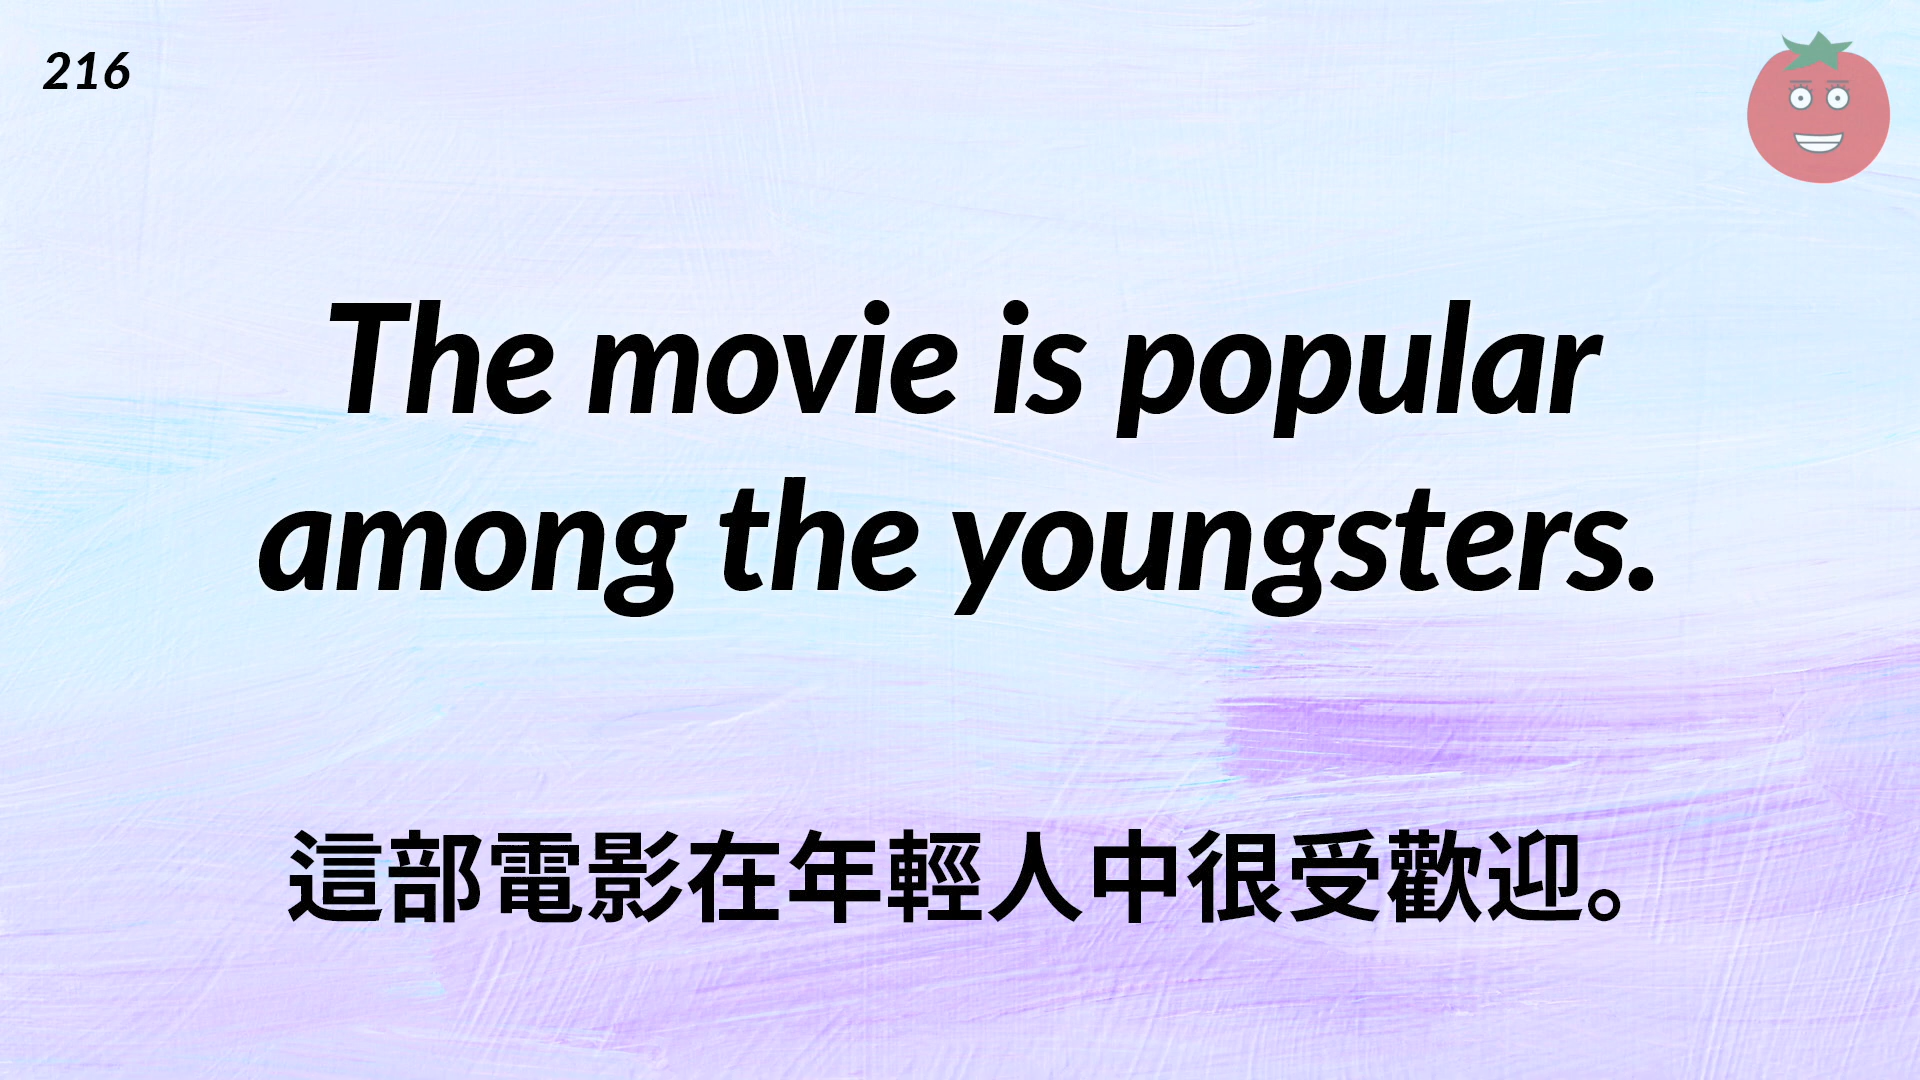 216
The movie is popular
among the youngsters.
這部電影在年輕人中很受歡迎。